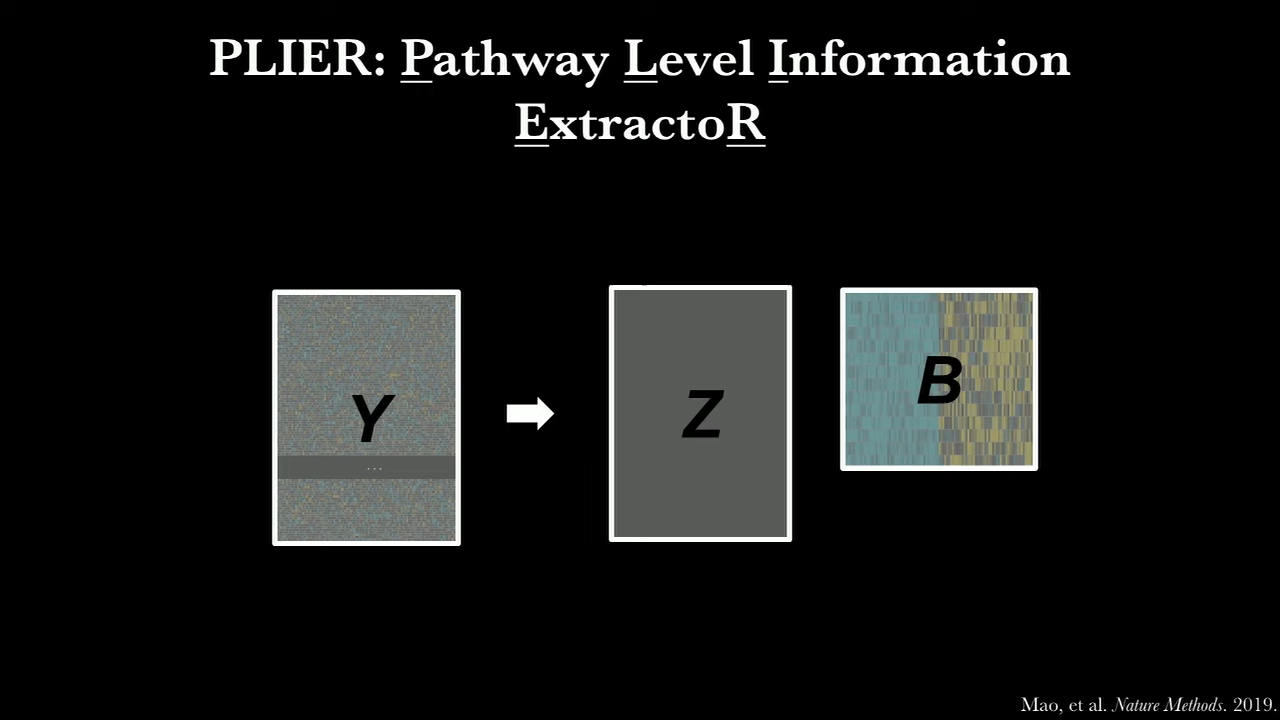 PLIER: Pathway Level Information
ExtractoR
Y
...
Z
B
Mao, et al. Nature Methods. 2019.